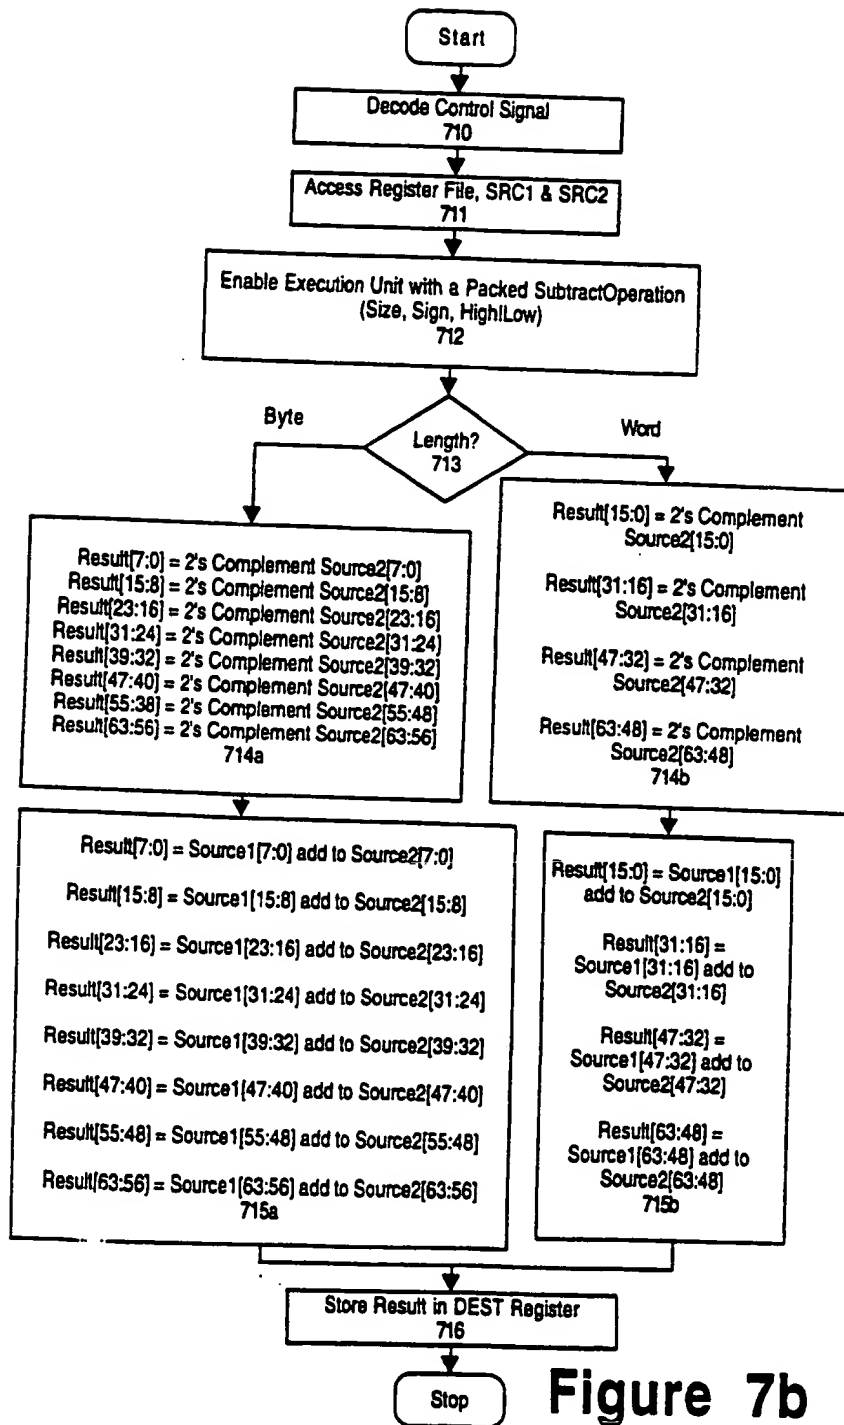 Start
Decode Control Signal
710
Access Register File, SRC1 & SRC2
711
Enable Execution Unit with a Packed SubtractOperation
(Size, Sign, High!Low)
712
Byte
Length?
713
Word
Result[7:0] = 2's Complement Source2[7:0]
Result[15:8] = 2's Complement Source2[15:8]
Result[23:16] = 2's Complement Source2[23:16]
Result[31:24] = 2's Complement Source2[31:24]
Result[39:32] = 2's Complement Source2[39:32]
Result[47:40] = 2's Complement Source2[47:40]
Result[55:38] = 2's Complement Source2[55:48]
Result[63:56] = 2's Complement Source2[63:56]
714a
Result[15:0] = 2's Complement
Source2[15:0]
Result[31:16] = 2's Complement
Source2[31:16]
Result[47:32] = 2's Complement
Source2[47:32]
Result[63:48] = 2's Complement
Source2[63:48]
714b
Result[7:0] = Source1[7:0] add to Source2[7:0]
Result[15:8] = Source1[15:8] add to Source2[15:8]
Result[23:16] = Source1[23:16] add to Source2[23:16]
Result[31:24] = Source1[31:24] add to Source2[31:24]
Result[39:32] = Source1[39:32] add to Source2[39:32]
Result[47:40] = Source1[47:40] add to Source2[47:40]
Result[55:48] = Source1[55:48] add to Source2[55:48]
Result[63:56] = Source1[63:56] add to Source2[63:56]
715a
Result[15:0] = Source1[15:0]
add to Source2[15:0]
Result[31:16] =
Source1[31:16] add to
Source2[31:16]
Result[47:32] =
Source1[47:32] add to
Source2[47:32]
Result[63:48] =
Source1[63:48] add to
Source2[63:48]
715b
Store Result in DEST Register
716
Stop
Figure 7b